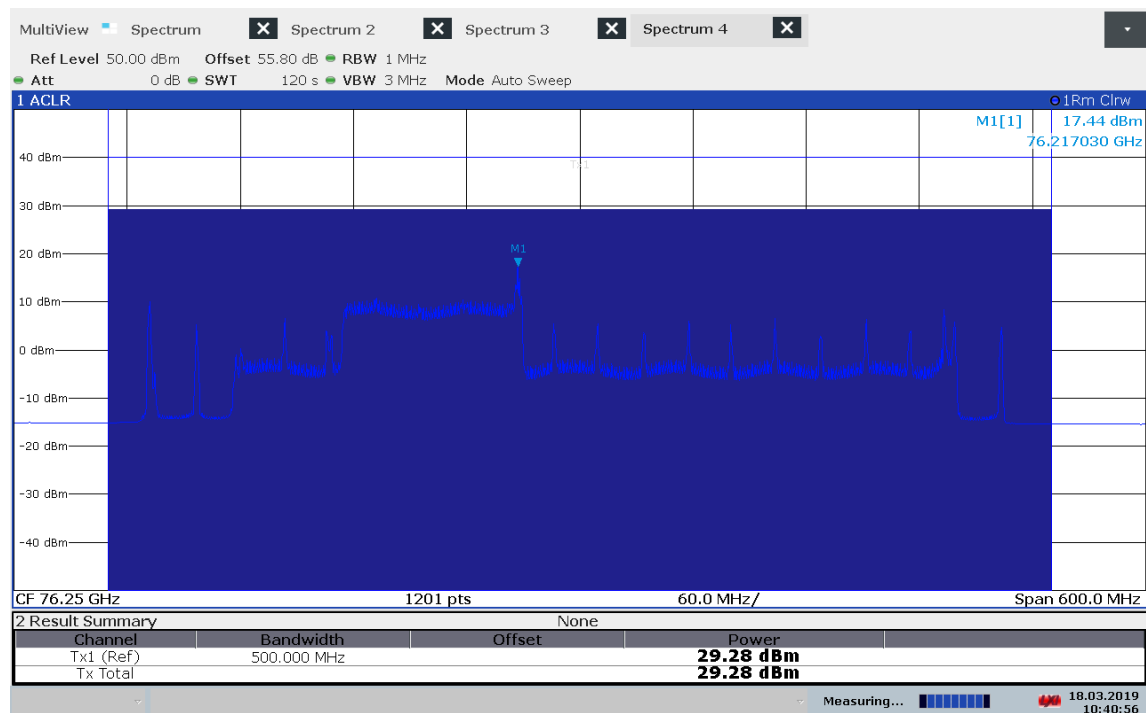 MultiView Spectrum Spectrum 2 Spectrum 3 Spectrum 4
Ref Level 50.00 dBm Offset 55.80 dB RBW 1 MHz
Att 0 dB SWT 120 s VBW 3 MHz Mode Auto Sweep
1 ACLR 1Rm Clrw
M1[1] 17.44 dBm
76.217030 GHz
40 dBm
Tx1
30 dBm
20 dBm
M1
10 dBm
0 dBm
-10 dBm
-20 dBm
-30 dBm
-40 dBm
CF 76.25 GHz 1201 pts 60.0 MHz/ Span 600.0 MHz
2 Result Summary None
Channel Bandwidth Offset Power
Tx1 (Ref) 500.000 MHz 29.28 dBm
Tx Total 29.28 dBm
Measuring... 18.03.2019
10:40:56